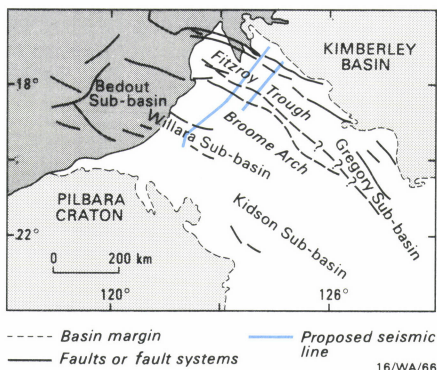 KIMBERLEY
BASIN
18°
Bedout
Sub-basin
Fitzroy Trough
Willara Sub-basin
Broome Arch
Gregory Sub-basin
? ?
PILBARA
CRATON
Kidson Sub-basin
22°
0 200 km
120° 126°
Basin margin
Faults or fault systems
Proposed seismic
line
16/WA/66